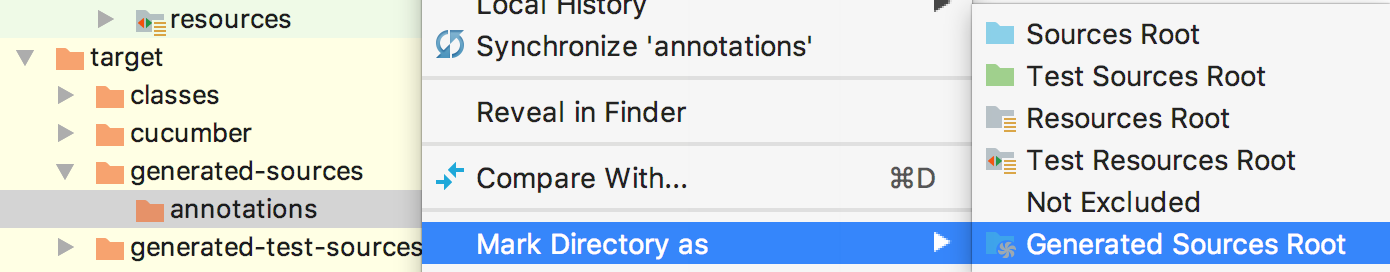 resources
target
classes
cucumber
generated-sources
annotations
generated-test-sources
Local History
Synchronize 'annotations'
Reveal in Finder
Compare With... ⌘D
Mark Directory as
Sources Root
Test Sources Root
Resources Root
Test Resources Root
Not Excluded
Generated Sources Root